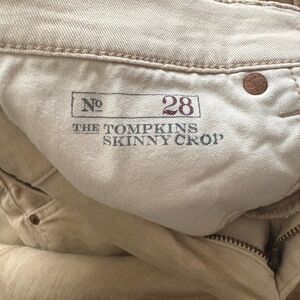 No 28
THE TOMPKINS
SKINNY CROP